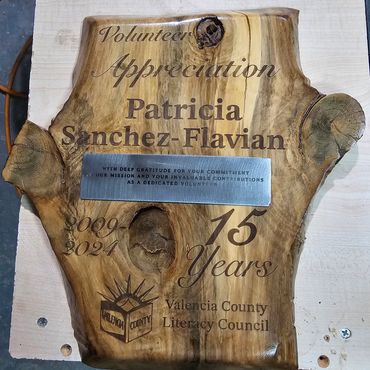 Volunteer
Appreciation
Patricia
Sanchez-Flavian
WITH DEEP GRATITUDE FOR YOUR COMMITMENT
OUR MISSION AND YOUR INVALUABLE CONTRIBUTIONS
AS A DEDICATED VOLUNTEER
2009-
2024
15
Years
VALENCIA COUNTY
Valencia County
Literacy Council